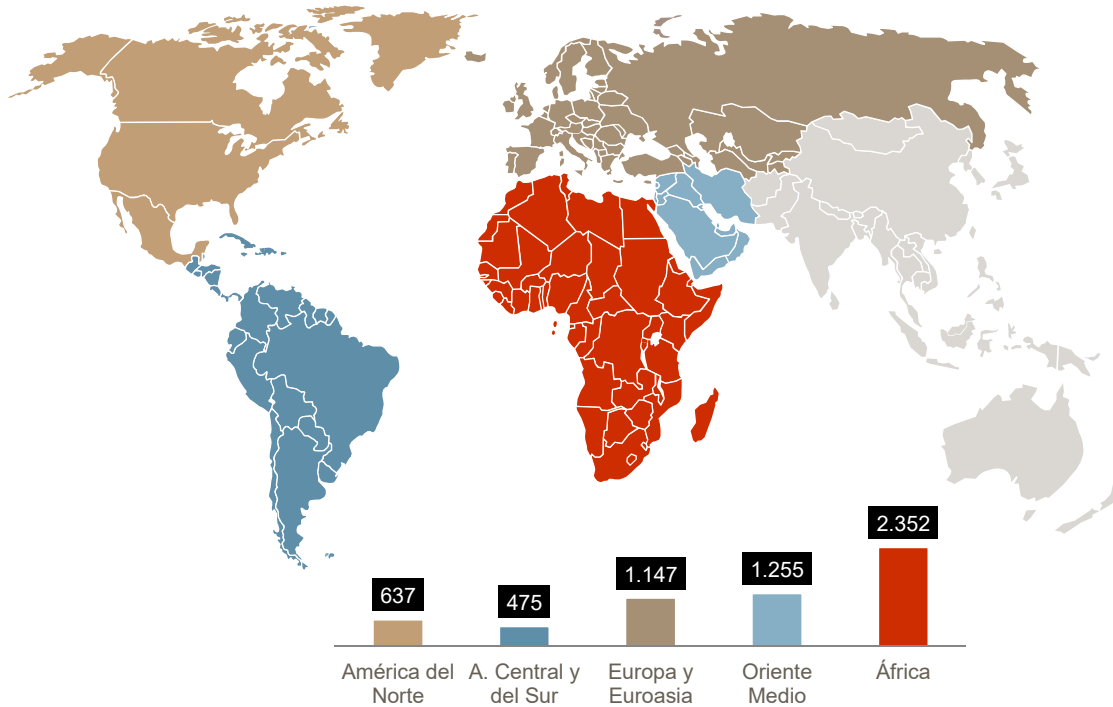 2.352
1.147
1.255
637
475
América del
Norte
A. Central y
del Sur
Europa y
Euroasia
Oriente
Medio
África